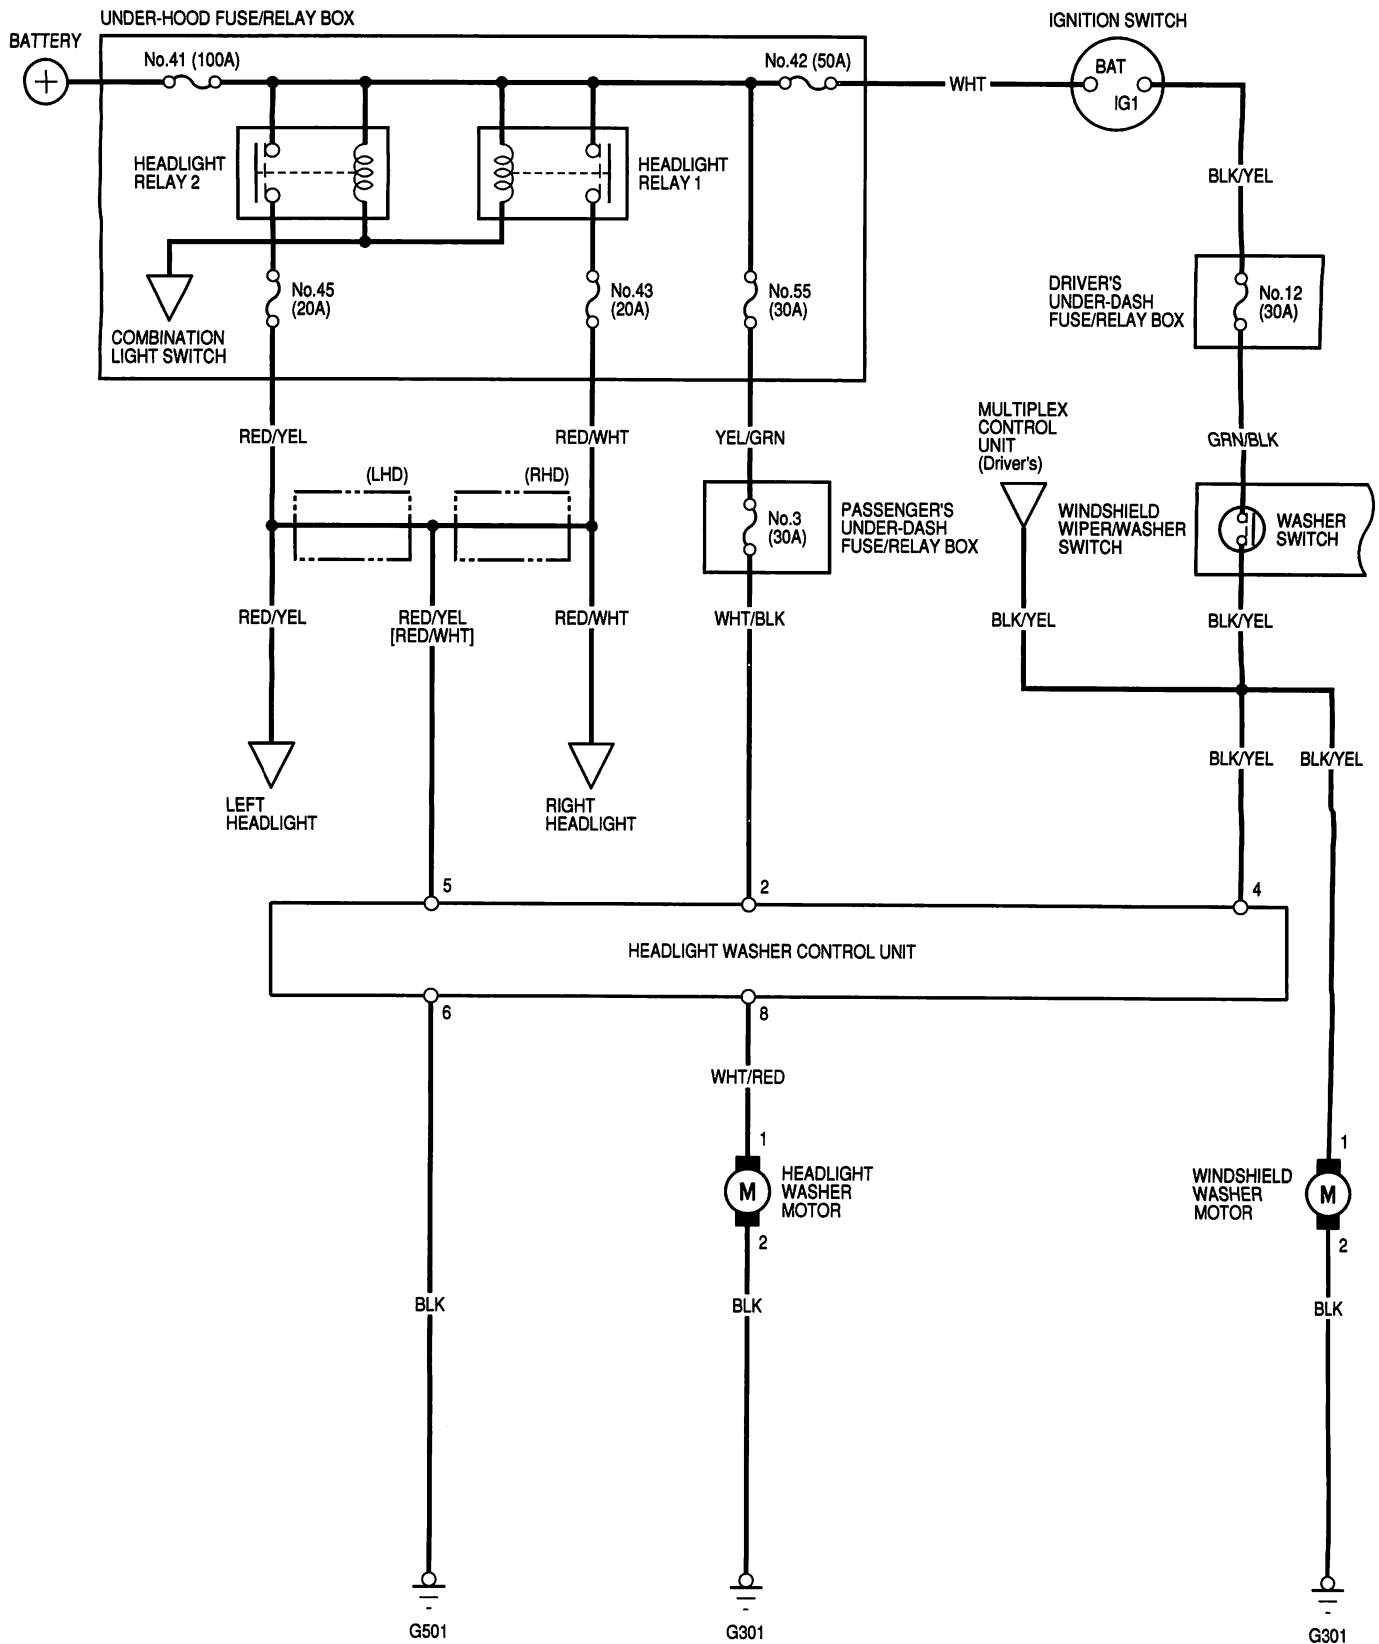 UNDER-HOOD FUSE/RELAY BOX
IGNITION SWITCH
BATTERY
No.41 (100A)
No.42 (50A)
BAT
WHT
IG1
HEADLIGHT
RELAY 2
HEADLIGHT
RELAY 1
BLK/YEL
No.45
(20A)
No.43
(20A)
No.55
(30A)
DRIVER'S
UNDER-DASH
FUSE/RELAY BOX
No.12
(30A)
COMBINATION
LIGHT SWITCH
MULTIPLEX
CONTROL
UNIT
(Driver's)
RED/YEL
RED/WHT
YEL/GRN
GRN/BLK
(LHD)
(RHD)
No.3
(30A)
PASSENGER'S
UNDER-DASH
FUSE/RELAY BOX
WINDSHIELD
WIPER/WASHER
SWITCH
WASHER
SWITCH
RED/YEL
RED/YEL
[RED/WHT]
RED/WHT
WHT/BLK
BLK/YEL
BLK/YEL
BLK/YEL
BLK/YEL
LEFT
HEADLIGHT
RIGHT
HEADLIGHT
5
2
4
HEADLIGHT WASHER CONTROL UNIT
6
8
WHT/RED
1
1
M
HEADLIGHT
WASHER
MOTOR
WINDSHIELD
WASHER
MOTOR
M
2
2
BLK
BLK
BLK
G501
G301
G301